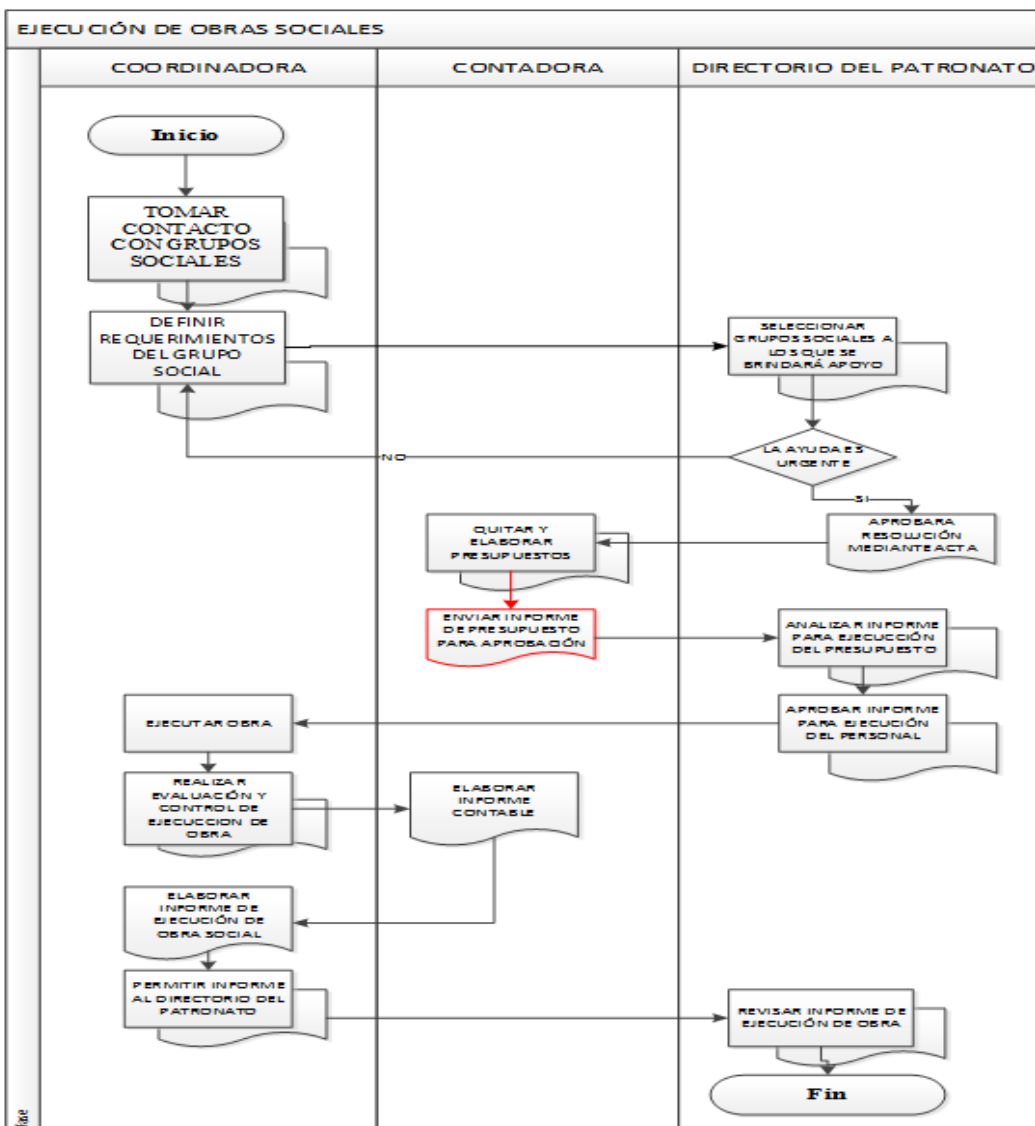 EJECUCIÓN DE OBRAS SOCIALES
COORDINADORA
CONTADORA
DIRECTORIO DEL PATRONATO
Inicio
TOMAR
CONTACTO
CON GRUPOS
SOCIALES
DEFINIR
REQUERIMIENTOS
DEL GRUPO
SOCIAL
SELECCIONAR
GRUPOS SOCIALES A
LOS QUE SE
BRINDARÁ APOYO
LA AYUDA ES
URGENTE
NO
SI
APROBARA
RESOLUCIÓN
MEDIANTE ACTA
QUITAR Y
ELABORAR
PRESUPUESTOS
ENVIAR INFORME
DE PRESUPUESTO
PARA APROBACIÓN
ANALIZAR INFORME
PARA EJECUCCIÓN
DEL PRESUPUESTO
APROBAR INFORME
PARA EJECUCIÓN
DEL PERSONAL
EJECUTAR OBRA
REALIZAR
EVALUACIÓN Y
CONTROL DE
EJECUCCION DE
OBRA
ELABORAR
INFORME
CONTABLE
ELABORAR
INFORME DE
EJECUCIÓN DE
OBRA SOCIAL
PERMITIR INFORME
AL DIRECTORIO DEL
PATRONATO
REVISAR INFORME DE
EJECUCIÓN DE OBRA
Fin